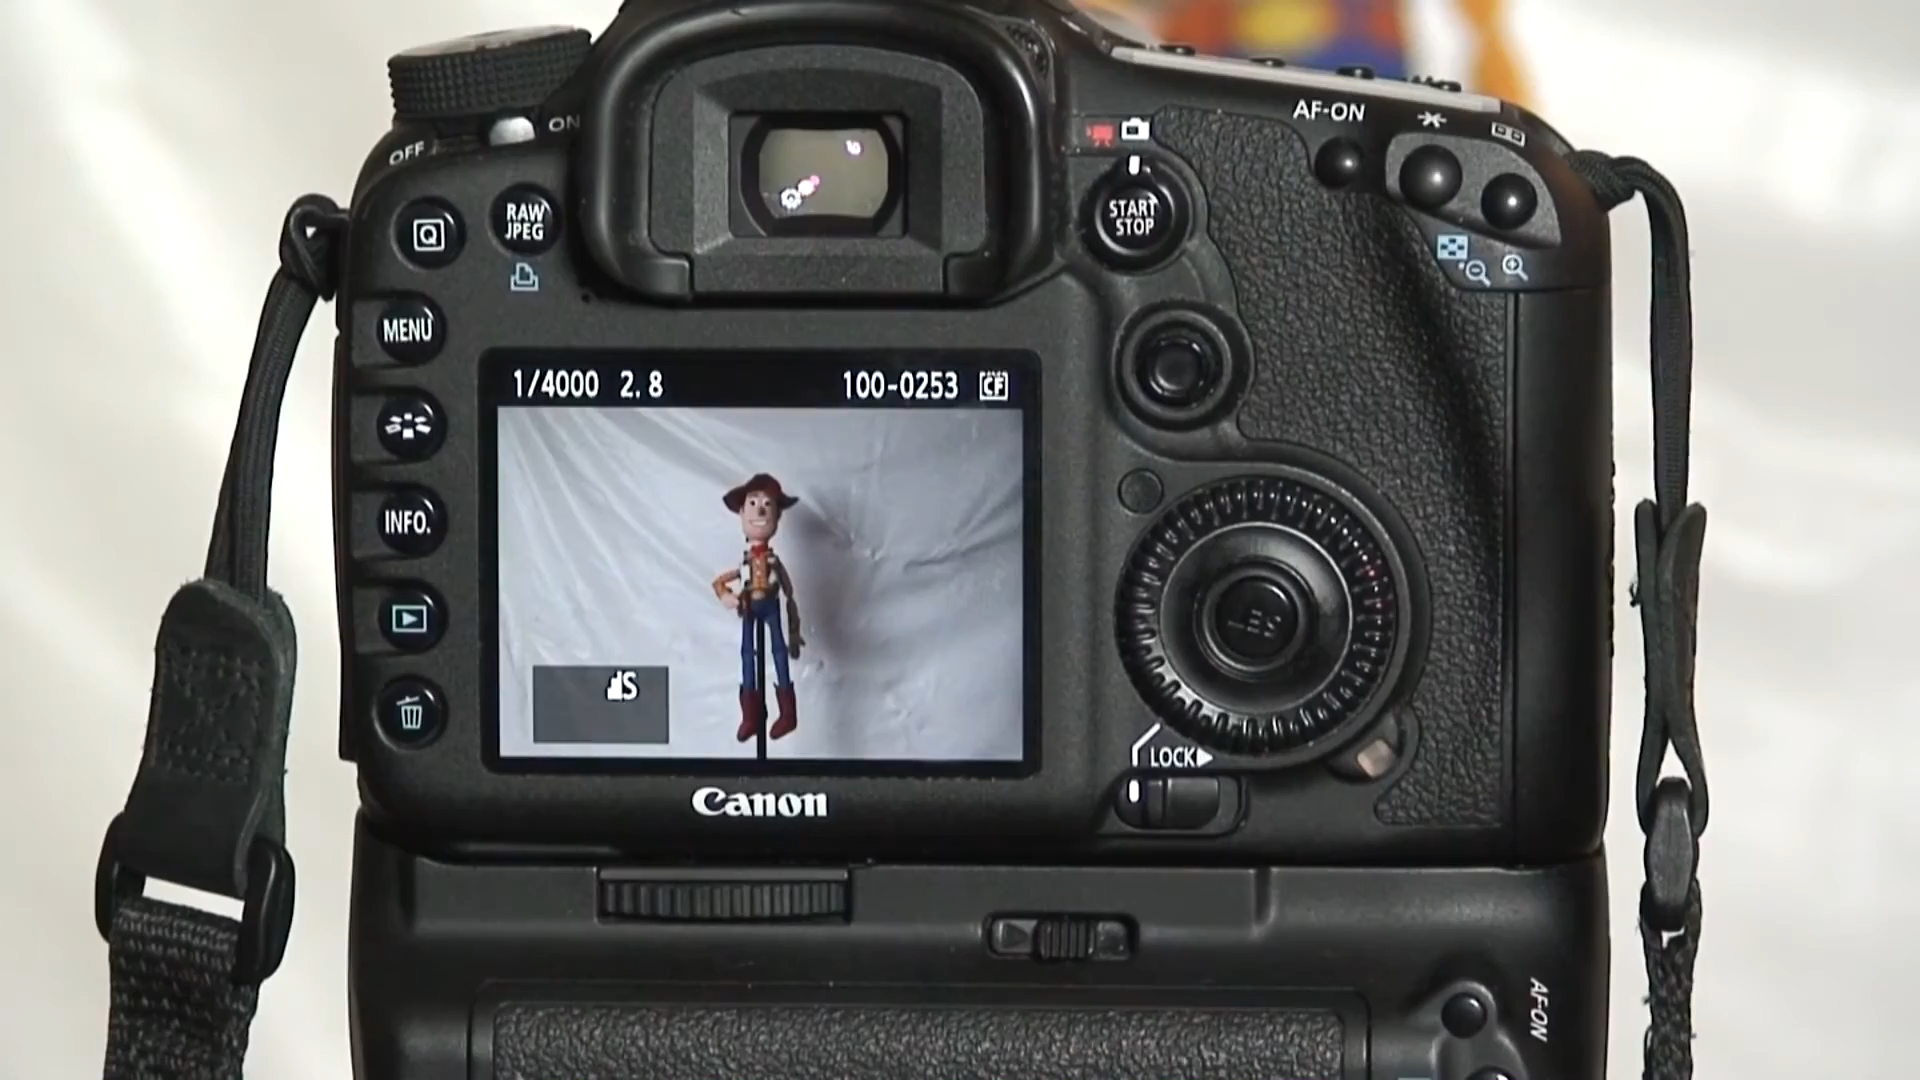 OFF
ON
AF-ON
Q
RAW
JPEG
START
STOP
MENU
1/4000 2.8 100-0253 CF
INFO.
S
LOCK
Canon
AF-ON